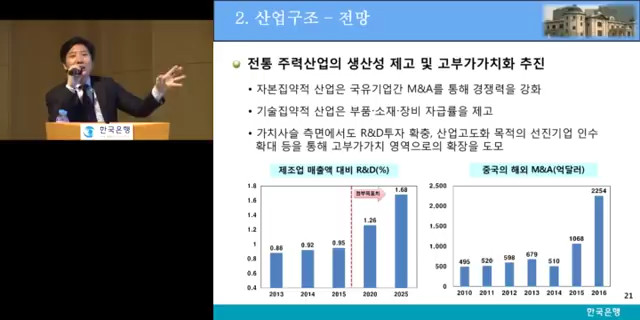 2. 산업구조 - 전망
전통 주력산업의 생산성 제고 및 고부가가치화 추진
• 자본집약적 산업은 국유기업간 M&A를 통해 경쟁력을 강화
• 기술집약적 산업은 부품·소재·장비 자급률을 제고
• 가치사슬 측면에서도 R&D투자 확충, 산업고도화 목적의 선진기업 인수
확대 등을 통해 고부가가치 영역으로의 확장을 도모
제조업 매출액 대비 R&D(%)
1.8
1.6
1.4
1.2
1
0.8
0.6
0.4
정부목표치
0.88
0.92
0.95
1.26
1.68
2013 2014 2015 2020 2025
중국의 해외 M&A(억달러)
2,500
2,000
1,500
1,000
500
0
495
520
598
679
510
1068
2254
2010 2011 2012 2013 2014 2015 2016
21
한국은행
한국은행